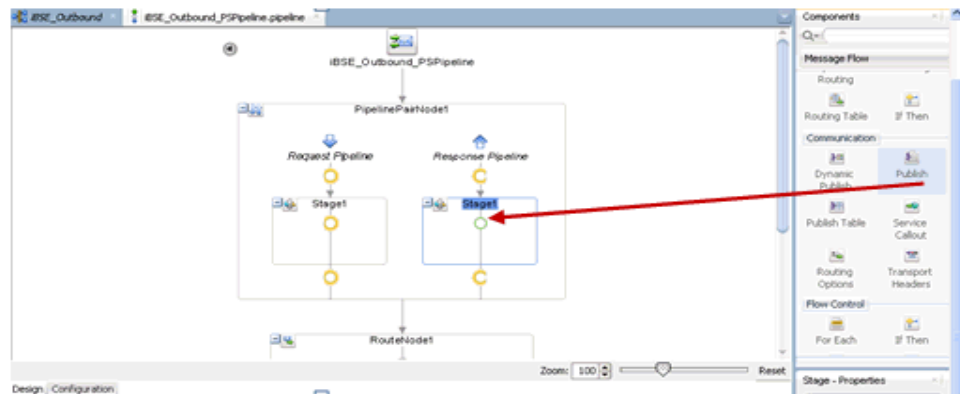 iBSE_Outbound
iBSE_Outbound_PSPipeline.pipeline
iBSE_Outbound_PSPipeline
PipelinePairNode1
Request Pipeline
Response Pipeline
Stage1
Stage1
RouteNode1
Zoom: 100
Reset
Design Configuration
Components
Message Flow
Routing
Routing Table
If Then
Communication
Dynamic
Publish
Publish
Publish Table
Service
Callout
Routing
Options
Transport
Headers
Flow Control
For Each
If Then
Stage - Properties